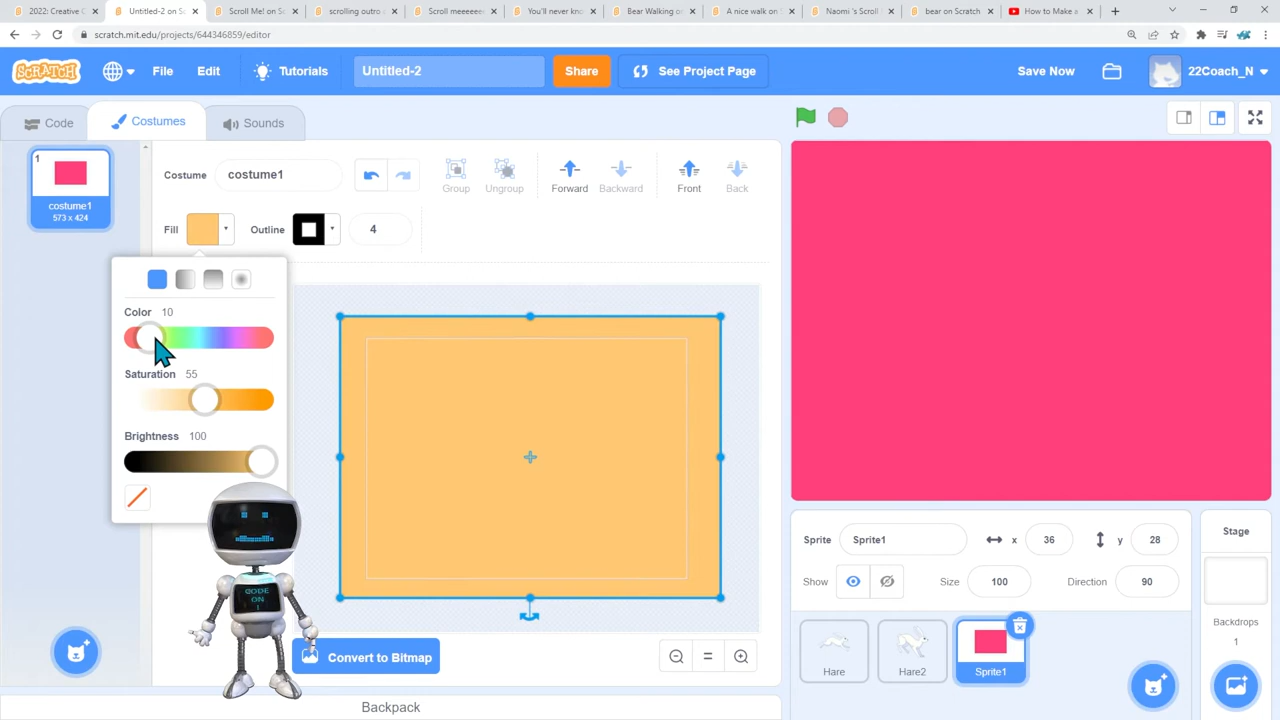 2022: Creative C
Untitled-2 on S
Scroll Me! on Sc
scrolling outro o
Scroll meeeeee
You'll never kno
Bear Walking o
A nice walk on S
Naomi 's Scroll
bear on Scratch
How to Make a
scratch.mit.edu/projects/644346859/editor
SCRATCH
File
Edit
Tutorials
Untitled-2
Share
See Project Page
Save Now
22Coach_N
Code
Costumes
Sounds
1
costume1
573 x 424
Costume
costume1
Group
Ungroup
Forward
Backward
Front
Back
Fill
Outline
4
Color 10
Saturation 55
Brightness 100
CODE
ON
!
Convert to Bitmap
Backpack
Sprite
Sprite1
x
36
y
28
Show
Size
100
Direction
90
Hare
Hare2
Sprite1
Stage
Backdrops
1